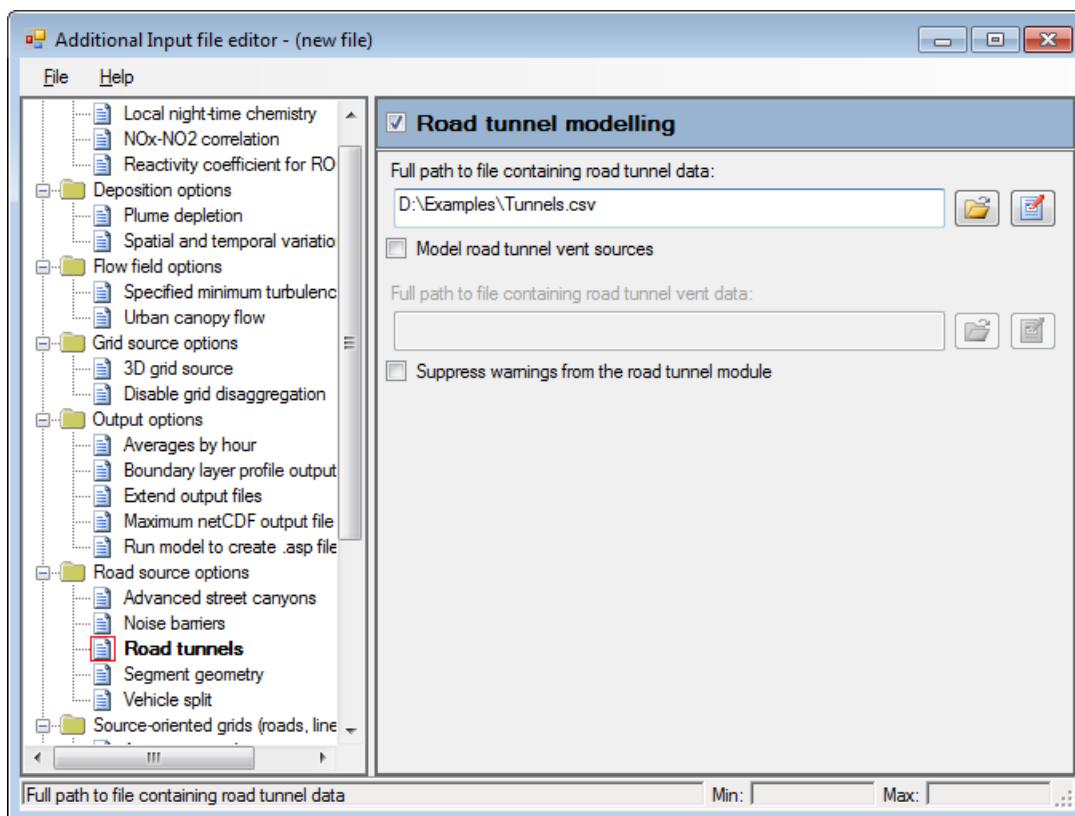 Additional Input file editor - (new file)
File Help
Local night-time chemistry
NOx-NO2 correlation
Reactivity coefficient for RO
Deposition options
Plume depletion
Spatial and temporal variatio
Flow field options
Specified minimum turbulenc
Urban canopy flow
Grid source options
3D grid source
Disable grid disaggregation
Output options
Averages by hour
Boundary layer profile output
Extend output files
Maximum netCDF output file
Run model to create .asp file
Road source options
Advanced street canyons
Noise barriers
Road tunnels
Segment geometry
Vehicle split
Source-oriented grids (roads, line
Road tunnel modelling
Full path to file containing road tunnel data:
D:\Examples\Tunnels.csv
Model road tunnel vent sources
Full path to file containing road tunnel vent data:
Suppress warnings from the road tunnel module
Full path to file containing road tunnel data
Min: Max: